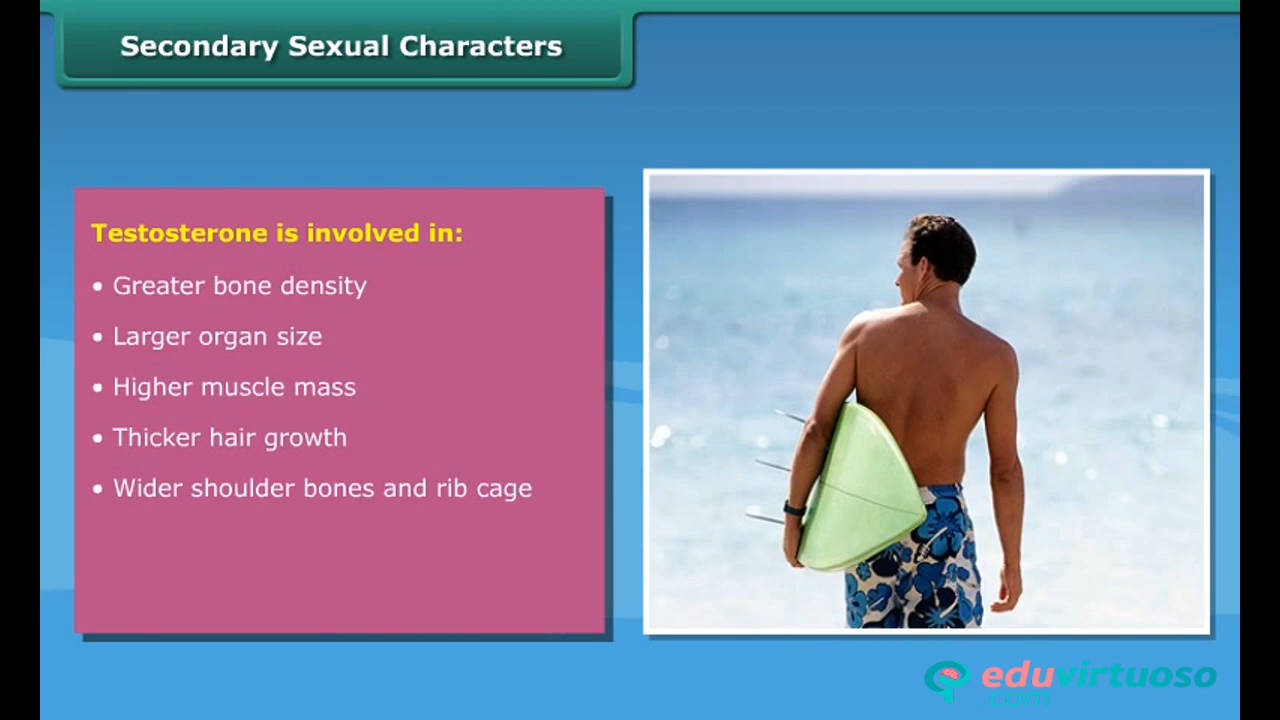 Secondary Sexual Characters
Testosterone is involved in:
• Greater bone density
• Larger organ size
• Higher muscle mass
• Thicker hair growth
• Wider shoulder bones and rib cage
eduvirtuoso
.com